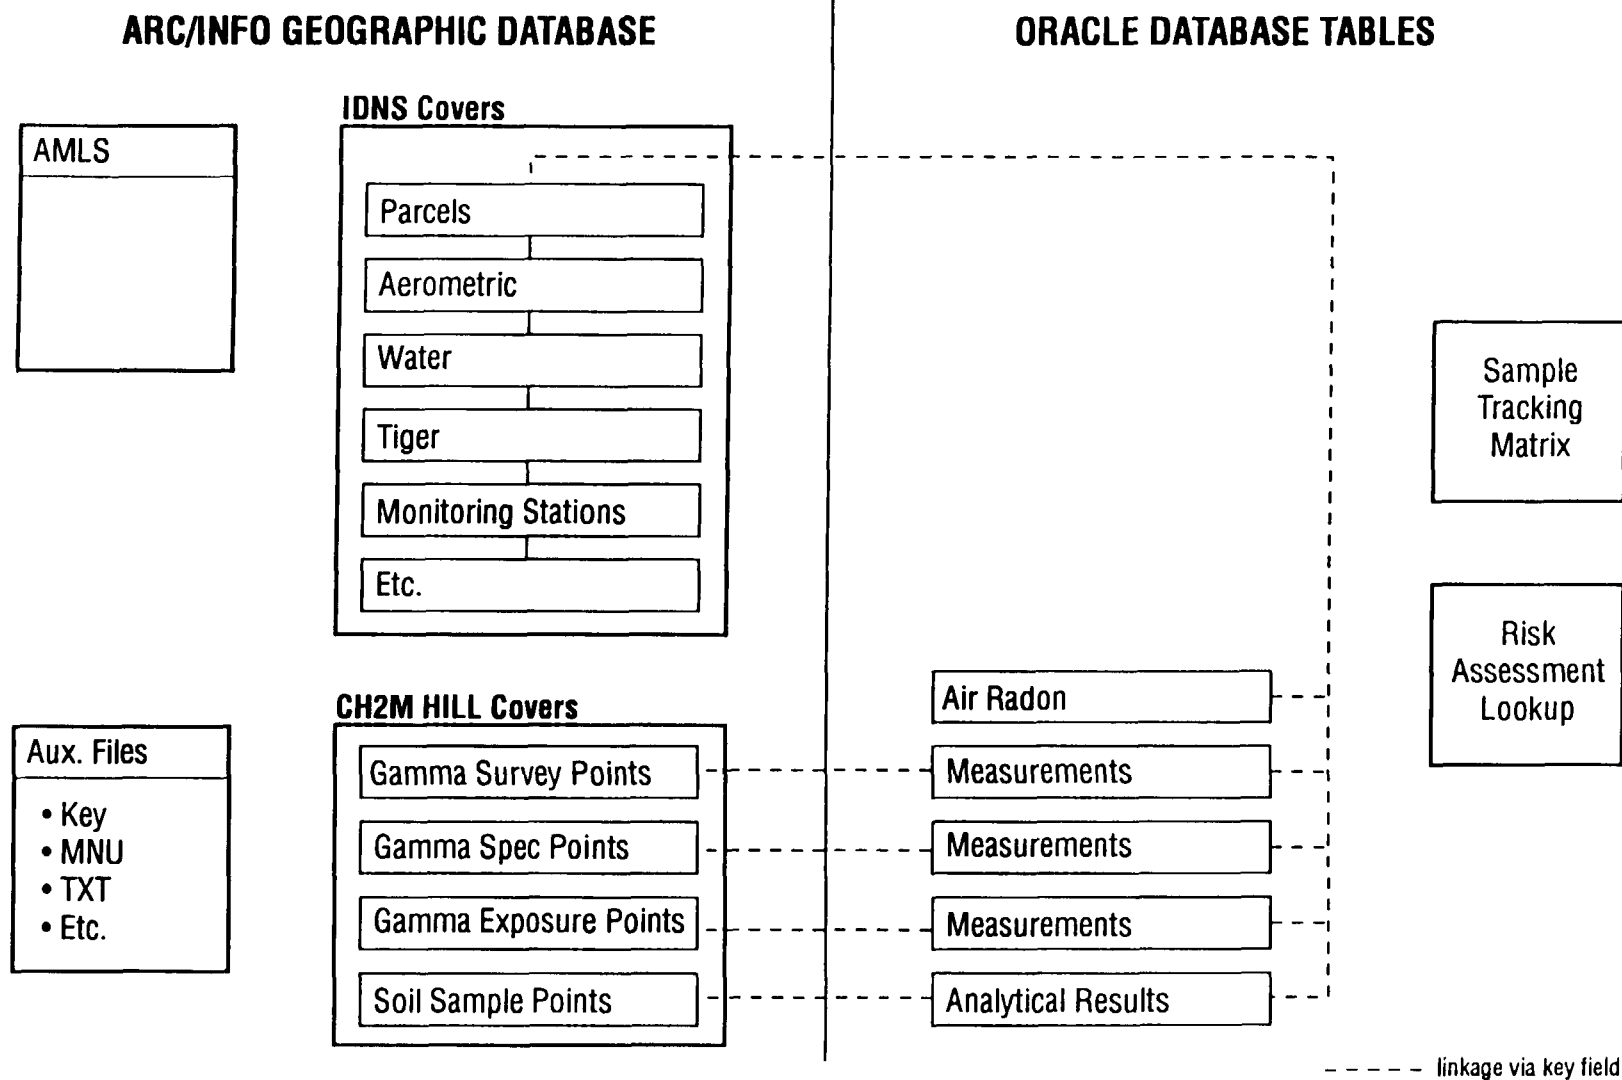 ARC/INFO GEOGRAPHIC DATABASE
ORACLE DATABASE TABLES
IDNS Covers
AMLS
Parcels
Aerometric
Water
Tiger
Monitoring Stations
Etc.
Sample
Tracking
Matrix
Risk
Assessment
Lookup
CH2M HILL Covers
Aux. Files
• Key
• MNU
• TXT
• Etc.
Gamma Survey Points
Gamma Spec Points
Gamma Exposure Points
Soil Sample Points
Air Radon
Measurements
Measurements
Measurements
Analytical Results
linkage via key field